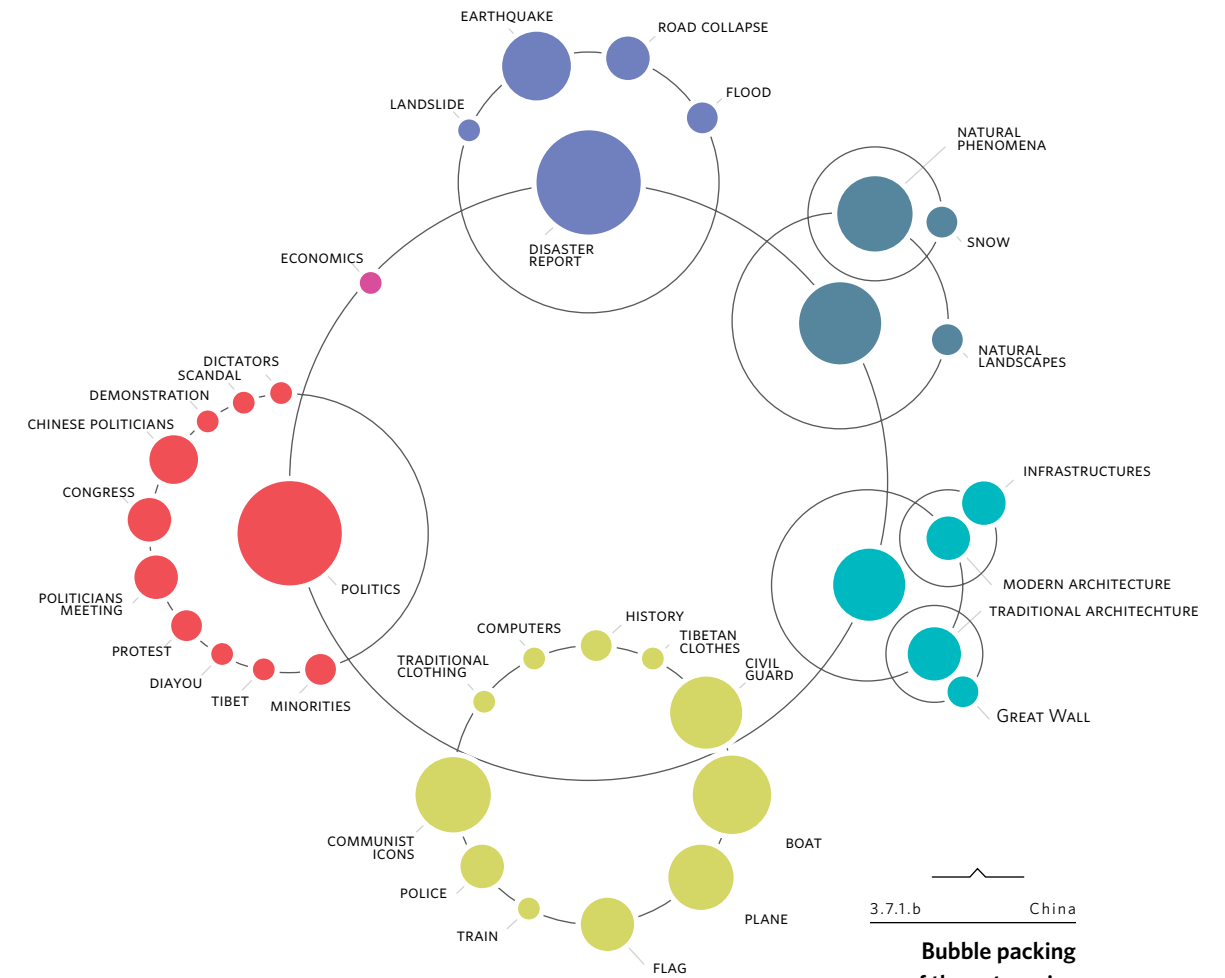 EARTHQUAKE
ROAD COLLAPSE
FLOOD
LANDSLIDE
NATURAL
PHENOMENA
SNOW
DISASTER
REPORT
ECONOMICS
NATURAL
LANDSCAPES
DICTATORS
SCANDAL
DEMONSTRATION
CHINESE POLITICIANS
CONGRESS
INFRASTRUCTURES
POLITICS
MODERN ARCHITECTURE
POLITICIANS
MEETING
TRADITIONAL ARCHITECHTURE
PROTEST
DIAYOU
TIBET
MINORITIES
COMPUTERS
HISTORY
TIBETAN
CLOTHES
TRADITIONAL
CLOTHING
CIVIL
GUARD
GREAT WALL
COMMUNIST
ICONS
BOAT
POLICE
PLANE
TRAIN
FLAG
3.7.1.b China
Bubble packing